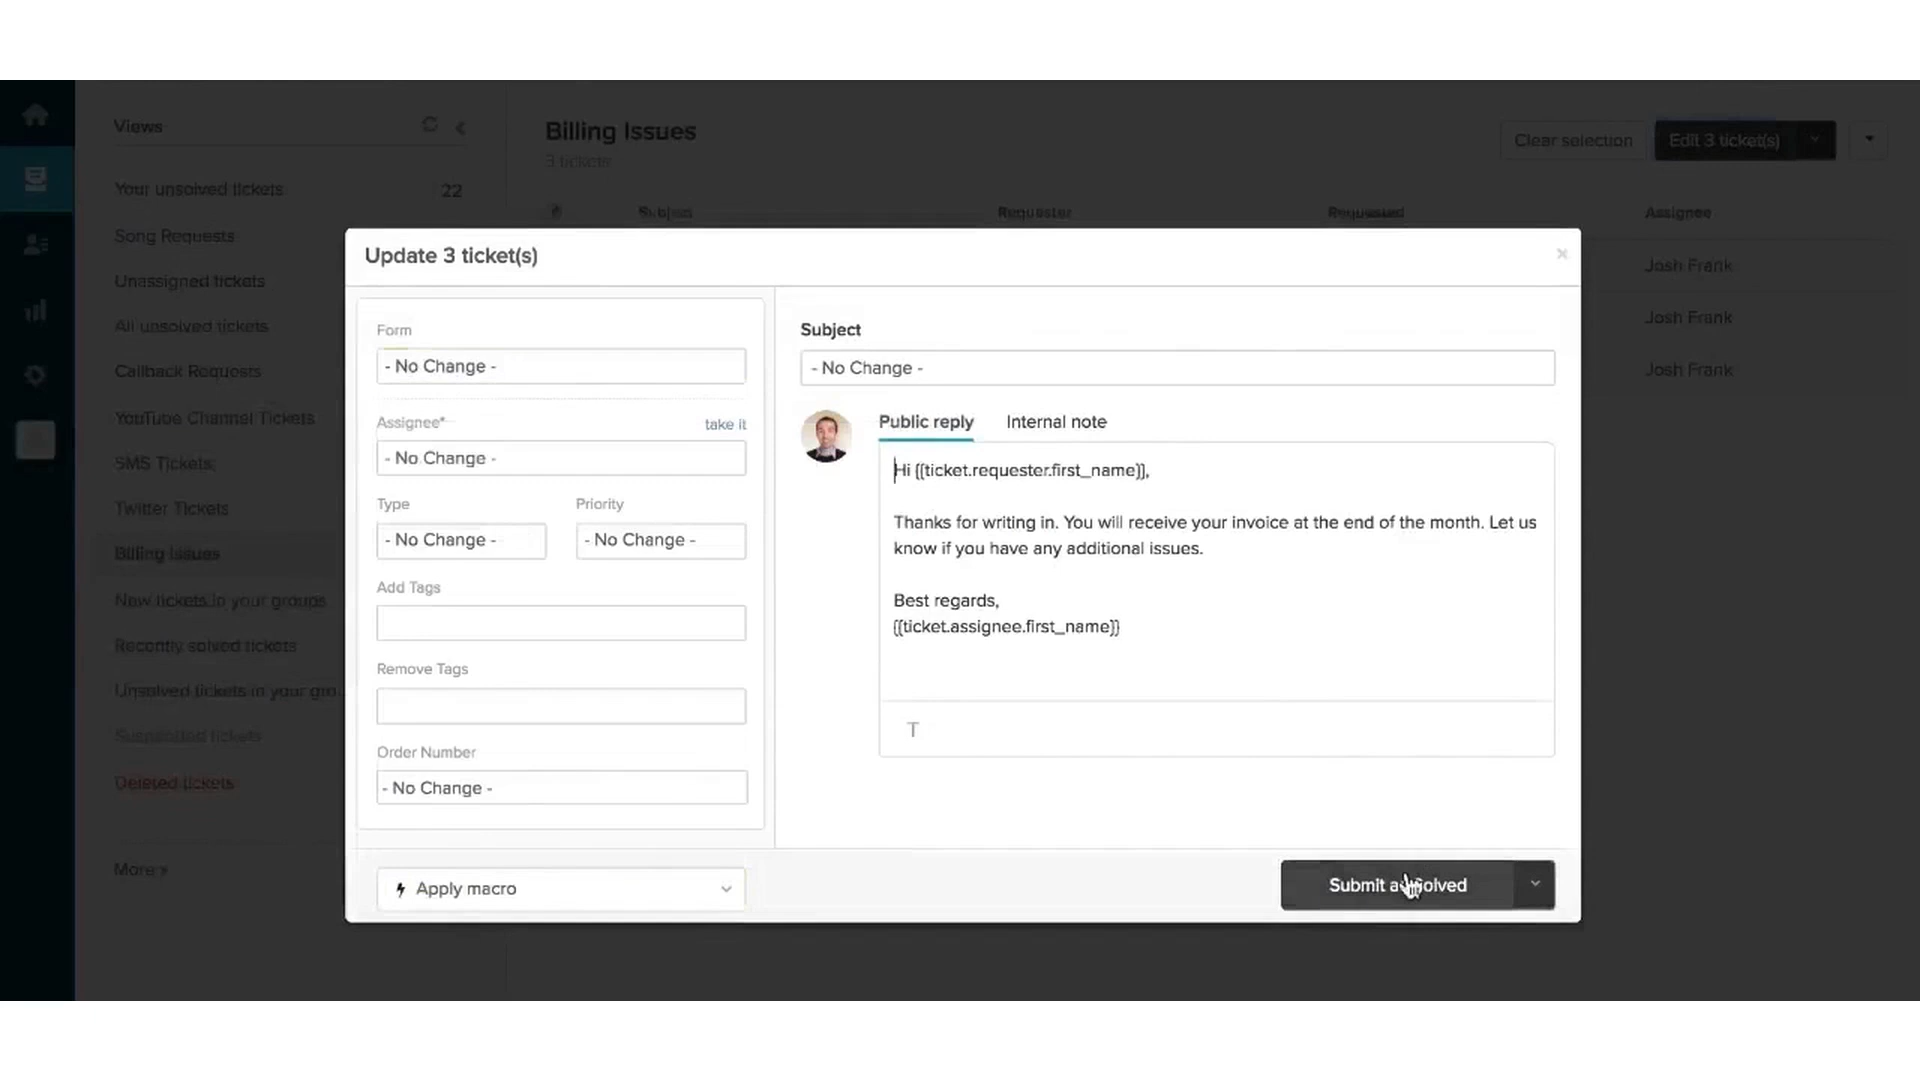 Views
Your unsolved tickets 22
Song Requests
Unassigned tickets
All unsolved tickets
Callback Requests
YouTube Channel Tickets
SMS Tickets
Twitter Tickets
Billing Issues
New tickets in your groups
Recently solved tickets
Unsolved tickets in your grou
Suspended tickets
Deleted tickets
More »
Billing Issues
3 tickets
Clear selection
Edit 3 ticket(s)
Subject Requester Requested Assignee
Josh Frank
Josh Frank
Josh Frank
Update 3 ticket(s)
×
Form
- No Change -
Assignee* take it
- No Change -
Type Priority
- No Change - - No Change -
Add Tags
Remove Tags
Order Number
- No Change -
Apply macro
Subject
- No Change -
Public reply Internal note
Hi {{ticket.requester.first_name}},
Thanks for writing in. You will receive your invoice at the end of the month. Let us
know if you have any additional issues.
Best regards,
{{ticket.assignee.first_name}}
T
Submit as Solved